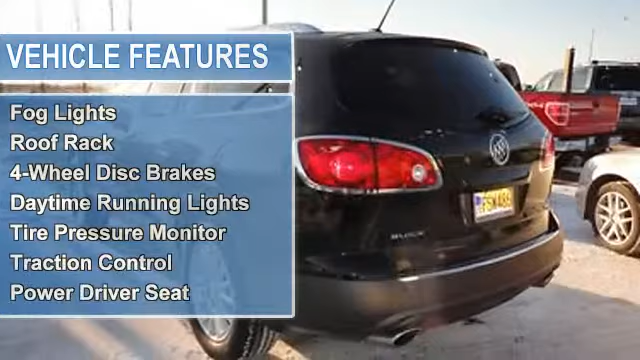 VEHICLE FEATURES
Fog Lights
Roof Rack
4-Wheel Disc Brakes
Daytime Running Lights
Tire Pressure Monitor
Traction Control
Power Driver Seat
BUICK